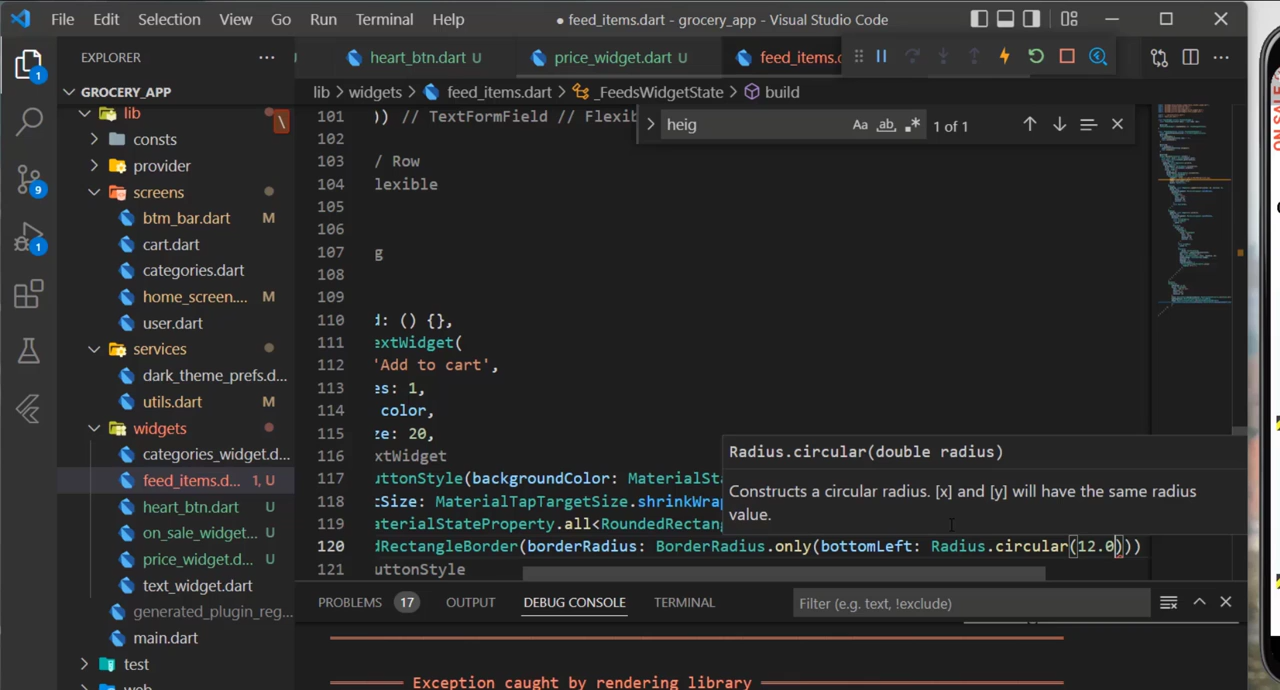 File Edit Selection View Go Run Terminal Help ● feed_items.dart - grocery_app - Visual Studio Code
EXPLORER
U heart_btn.dart U price_widget.dart U feed_items.d
GROCERY_APP
lib > widgets > feed_items.dart > _FeedsWidgetState > build
heig Aa ab 1 of 1
lib
consts
provider
screens
btm_bar.dart M
cart.dart
categories.dart
home_screen.... M
user.dart
services
dark_theme_prefs.d...
utils.dart M
widgets
categories_widget.d...
feed_items.d... 1, U
heart_btn.dart U
on_sale_widget... U
price_widget.d... U
text_widget.dart
generated_plugin_reg...
main.dart
test
web
1
9
1
101 )) // TextFormField // Flexib
102
103 / Row
104 lexible
105
106
107 g
108
109
110 d: () {},
111 extWidget(
112 'Add to cart',
113 es: 1,
114 color,
115 ze: 20,
116 xtWidget
117 uttonStyle(backgroundColor: MaterialSta
118 tSize: MaterialTapTargetSize.shrinkWrap
119 aterialStateProperty.all<RoundedRectang
120 dRectangleBorder(borderRadius: BorderRadius.only(bottomLeft: Radius.circular(12.0)))
121 uttonStyle
Radius.circular(double radius)
Constructs a circular radius. [x] and [y] will have the same radius
value.
PROBLEMS 17 OUTPUT DEBUG CONSOLE TERMINAL Filter (e.g. text, !exclude)
Exception caught by rendering library